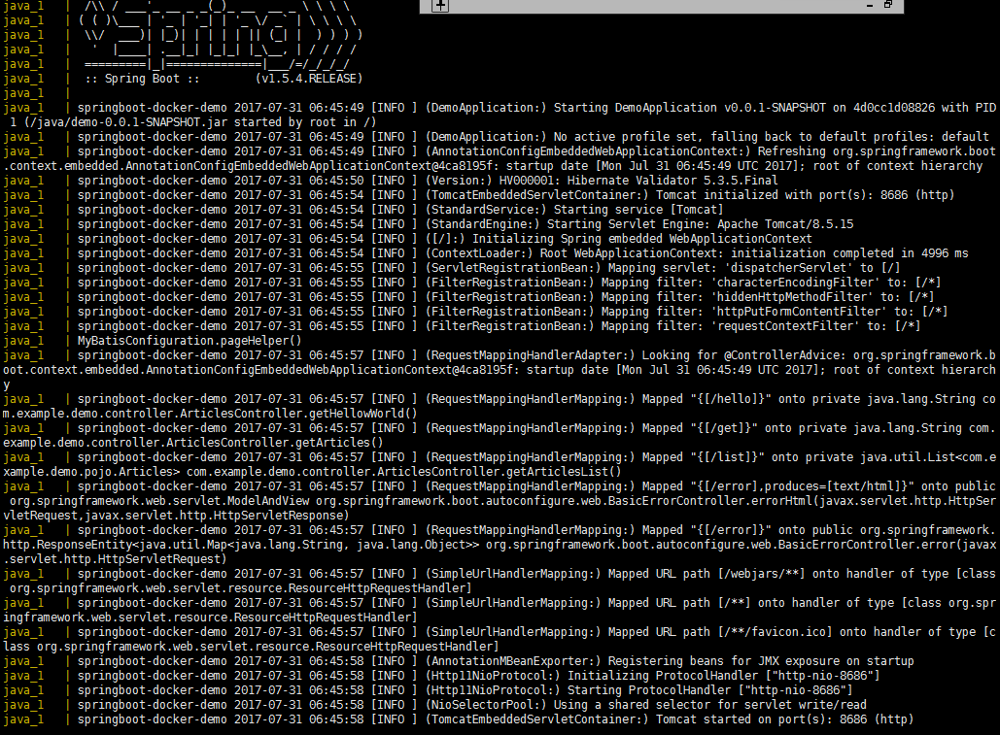 java_1   |  /\\ / ___'_ __ _ _(_)_ __  __ _ \ \ \ \
java_1   | ( ( )\___ | '_ | '_| | '_ \/ _` | \ \ \ \
java_1   |  \\/  ___)| |_)| | | | | || (_| |  ) ) ) )
java_1   |   '  |____| .__|_| |_|_| |_\__, | / / / /
java_1   |  =========|_|==============|___/=/_/_/_/
java_1   |  :: Spring Boot ::        (v1.5.4.RELEASE)
java_1   |
java_1   | springboot-docker-demo 2017-07-31 06:45:49 [INFO ] (DemoApplication:) Starting DemoApplication v0.0.1-SNAPSHOT on 4d0cc1d08826 with PID
 1 (/java/demo-0.0.1-SNAPSHOT.jar started by root in /)
java_1   | springboot-docker-demo 2017-07-31 06:45:49 [INFO ] (DemoApplication:) No active profile set, falling back to default profiles: default
java_1   | springboot-docker-demo 2017-07-31 06:45:49 [INFO ] (AnnotationConfigEmbeddedWebApplicationContext:) Refreshing org.springframework.boot
.context.embedded.AnnotationConfigEmbeddedWebApplicationContext@4ca8195f: startup date [Mon Jul 31 06:45:49 UTC 2017]; root of context hierarchy
java_1   | springboot-docker-demo 2017-07-31 06:45:50 [INFO ] (Version:) HV000001: Hibernate Validator 5.3.5.Final
java_1   | springboot-docker-demo 2017-07-31 06:45:54 [INFO ] (TomcatEmbeddedServletContainer:) Tomcat initialized with port(s): 8686 (http)
java_1   | springboot-docker-demo 2017-07-31 06:45:54 [INFO ] (StandardService:) Starting service [Tomcat]
java_1   | springboot-docker-demo 2017-07-31 06:45:54 [INFO ] (StandardEngine:) Starting Servlet Engine: Apache Tomcat/8.5.15
java_1   | springboot-docker-demo 2017-07-31 06:45:54 [INFO ] ([/]:) Initializing Spring embedded WebApplicationContext
java_1   | springboot-docker-demo 2017-07-31 06:45:54 [INFO ] (ContextLoader:) Root WebApplicationContext: initialization completed in 4996 ms
java_1   | springboot-docker-demo 2017-07-31 06:45:55 [INFO ] (ServletRegistrationBean:) Mapping servlet: 'dispatcherServlet' to [/]
java_1   | springboot-docker-demo 2017-07-31 06:45:55 [INFO ] (FilterRegistrationBean:) Mapping filter: 'characterEncodingFilter' to: [/*]
java_1   | springboot-docker-demo 2017-07-31 06:45:55 [INFO ] (FilterRegistrationBean:) Mapping filter: 'hiddenHttpMethodFilter' to: [/*]
java_1   | springboot-docker-demo 2017-07-31 06:45:55 [INFO ] (FilterRegistrationBean:) Mapping filter: 'httpPutFormContentFilter' to: [/*]
java_1   | springboot-docker-demo 2017-07-31 06:45:55 [INFO ] (FilterRegistrationBean:) Mapping filter: 'requestContextFilter' to: [/*]
java_1   | MyBatisConfiguration.pageHelper()
java_1   | springboot-docker-demo 2017-07-31 06:45:57 [INFO ] (RequestMappingHandlerAdapter:) Looking for @ControllerAdvice: org.springframework.b
oot.context.embedded.AnnotationConfigEmbeddedWebApplicationContext@4ca8195f: startup date [Mon Jul 31 06:45:49 UTC 2017]; root of context hierarch
y
java_1   | springboot-docker-demo 2017-07-31 06:45:57 [INFO ] (RequestMappingHandlerMapping:) Mapped "{[/hello]}" onto private java.lang.String co
m.example.demo.controller.ArticlesController.getHellowWorld()
java_1   | springboot-docker-demo 2017-07-31 06:45:57 [INFO ] (RequestMappingHandlerMapping:) Mapped "{[/get]}" onto private java.lang.String com.
example.demo.controller.ArticlesController.getArticles()
java_1   | springboot-docker-demo 2017-07-31 06:45:57 [INFO ] (RequestMappingHandlerMapping:) Mapped "{[/list]}" onto private java.util.List<com.e
xample.demo.pojo.Articles> com.example.demo.controller.ArticlesController.getArticlesList()
java_1   | springboot-docker-demo 2017-07-31 06:45:57 [INFO ] (RequestMappingHandlerMapping:) Mapped "{[/error],produces=[text/html]}" onto public
 org.springframework.web.servlet.ModelAndView org.springframework.boot.autoconfigure.web.BasicErrorController.errorHtml(javax.servlet.http.HttpSer
vletRequest,javax.servlet.http.HttpServletResponse)
java_1   | springboot-docker-demo 2017-07-31 06:45:57 [INFO ] (RequestMappingHandlerMapping:) Mapped "{[/error]}" onto public org.springframework.
http.ResponseEntity<java.util.Map<java.lang.String, java.lang.Object>> org.springframework.boot.autoconfigure.web.BasicErrorController.error(javax
.servlet.http.HttpServletRequest)
java_1   | springboot-docker-demo 2017-07-31 06:45:57 [INFO ] (SimpleUrlHandlerMapping:) Mapped URL path [/webjars/**] onto handler of type [class
 org.springframework.web.servlet.resource.ResourceHttpRequestHandler]
java_1   | springboot-docker-demo 2017-07-31 06:45:57 [INFO ] (SimpleUrlHandlerMapping:) Mapped URL path [/**] onto handler of type [class org.spr
ingframework.web.servlet.resource.ResourceHttpRequestHandler]
java_1   | springboot-docker-demo 2017-07-31 06:45:57 [INFO ] (SimpleUrlHandlerMapping:) Mapped URL path [/**/favicon.ico] onto handler of type [c
lass org.springframework.web.servlet.resource.ResourceHttpRequestHandler]
java_1   | springboot-docker-demo 2017-07-31 06:45:58 [INFO ] (AnnotationMBeanExporter:) Registering beans for JMX exposure on startup
java_1   | springboot-docker-demo 2017-07-31 06:45:58 [INFO ] (Http11NioProtocol:) Initializing ProtocolHandler ["http-nio-8686"]
java_1   | springboot-docker-demo 2017-07-31 06:45:58 [INFO ] (Http11NioProtocol:) Starting ProtocolHandler ["http-nio-8686"]
java_1   | springboot-docker-demo 2017-07-31 06:45:58 [INFO ] (NioSelectorPool:) Using a shared selector for servlet write/read
java_1   | springboot-docker-demo 2017-07-31 06:45:58 [INFO ] (TomcatEmbeddedServletContainer:) Tomcat started on port(s): 8686 (http)